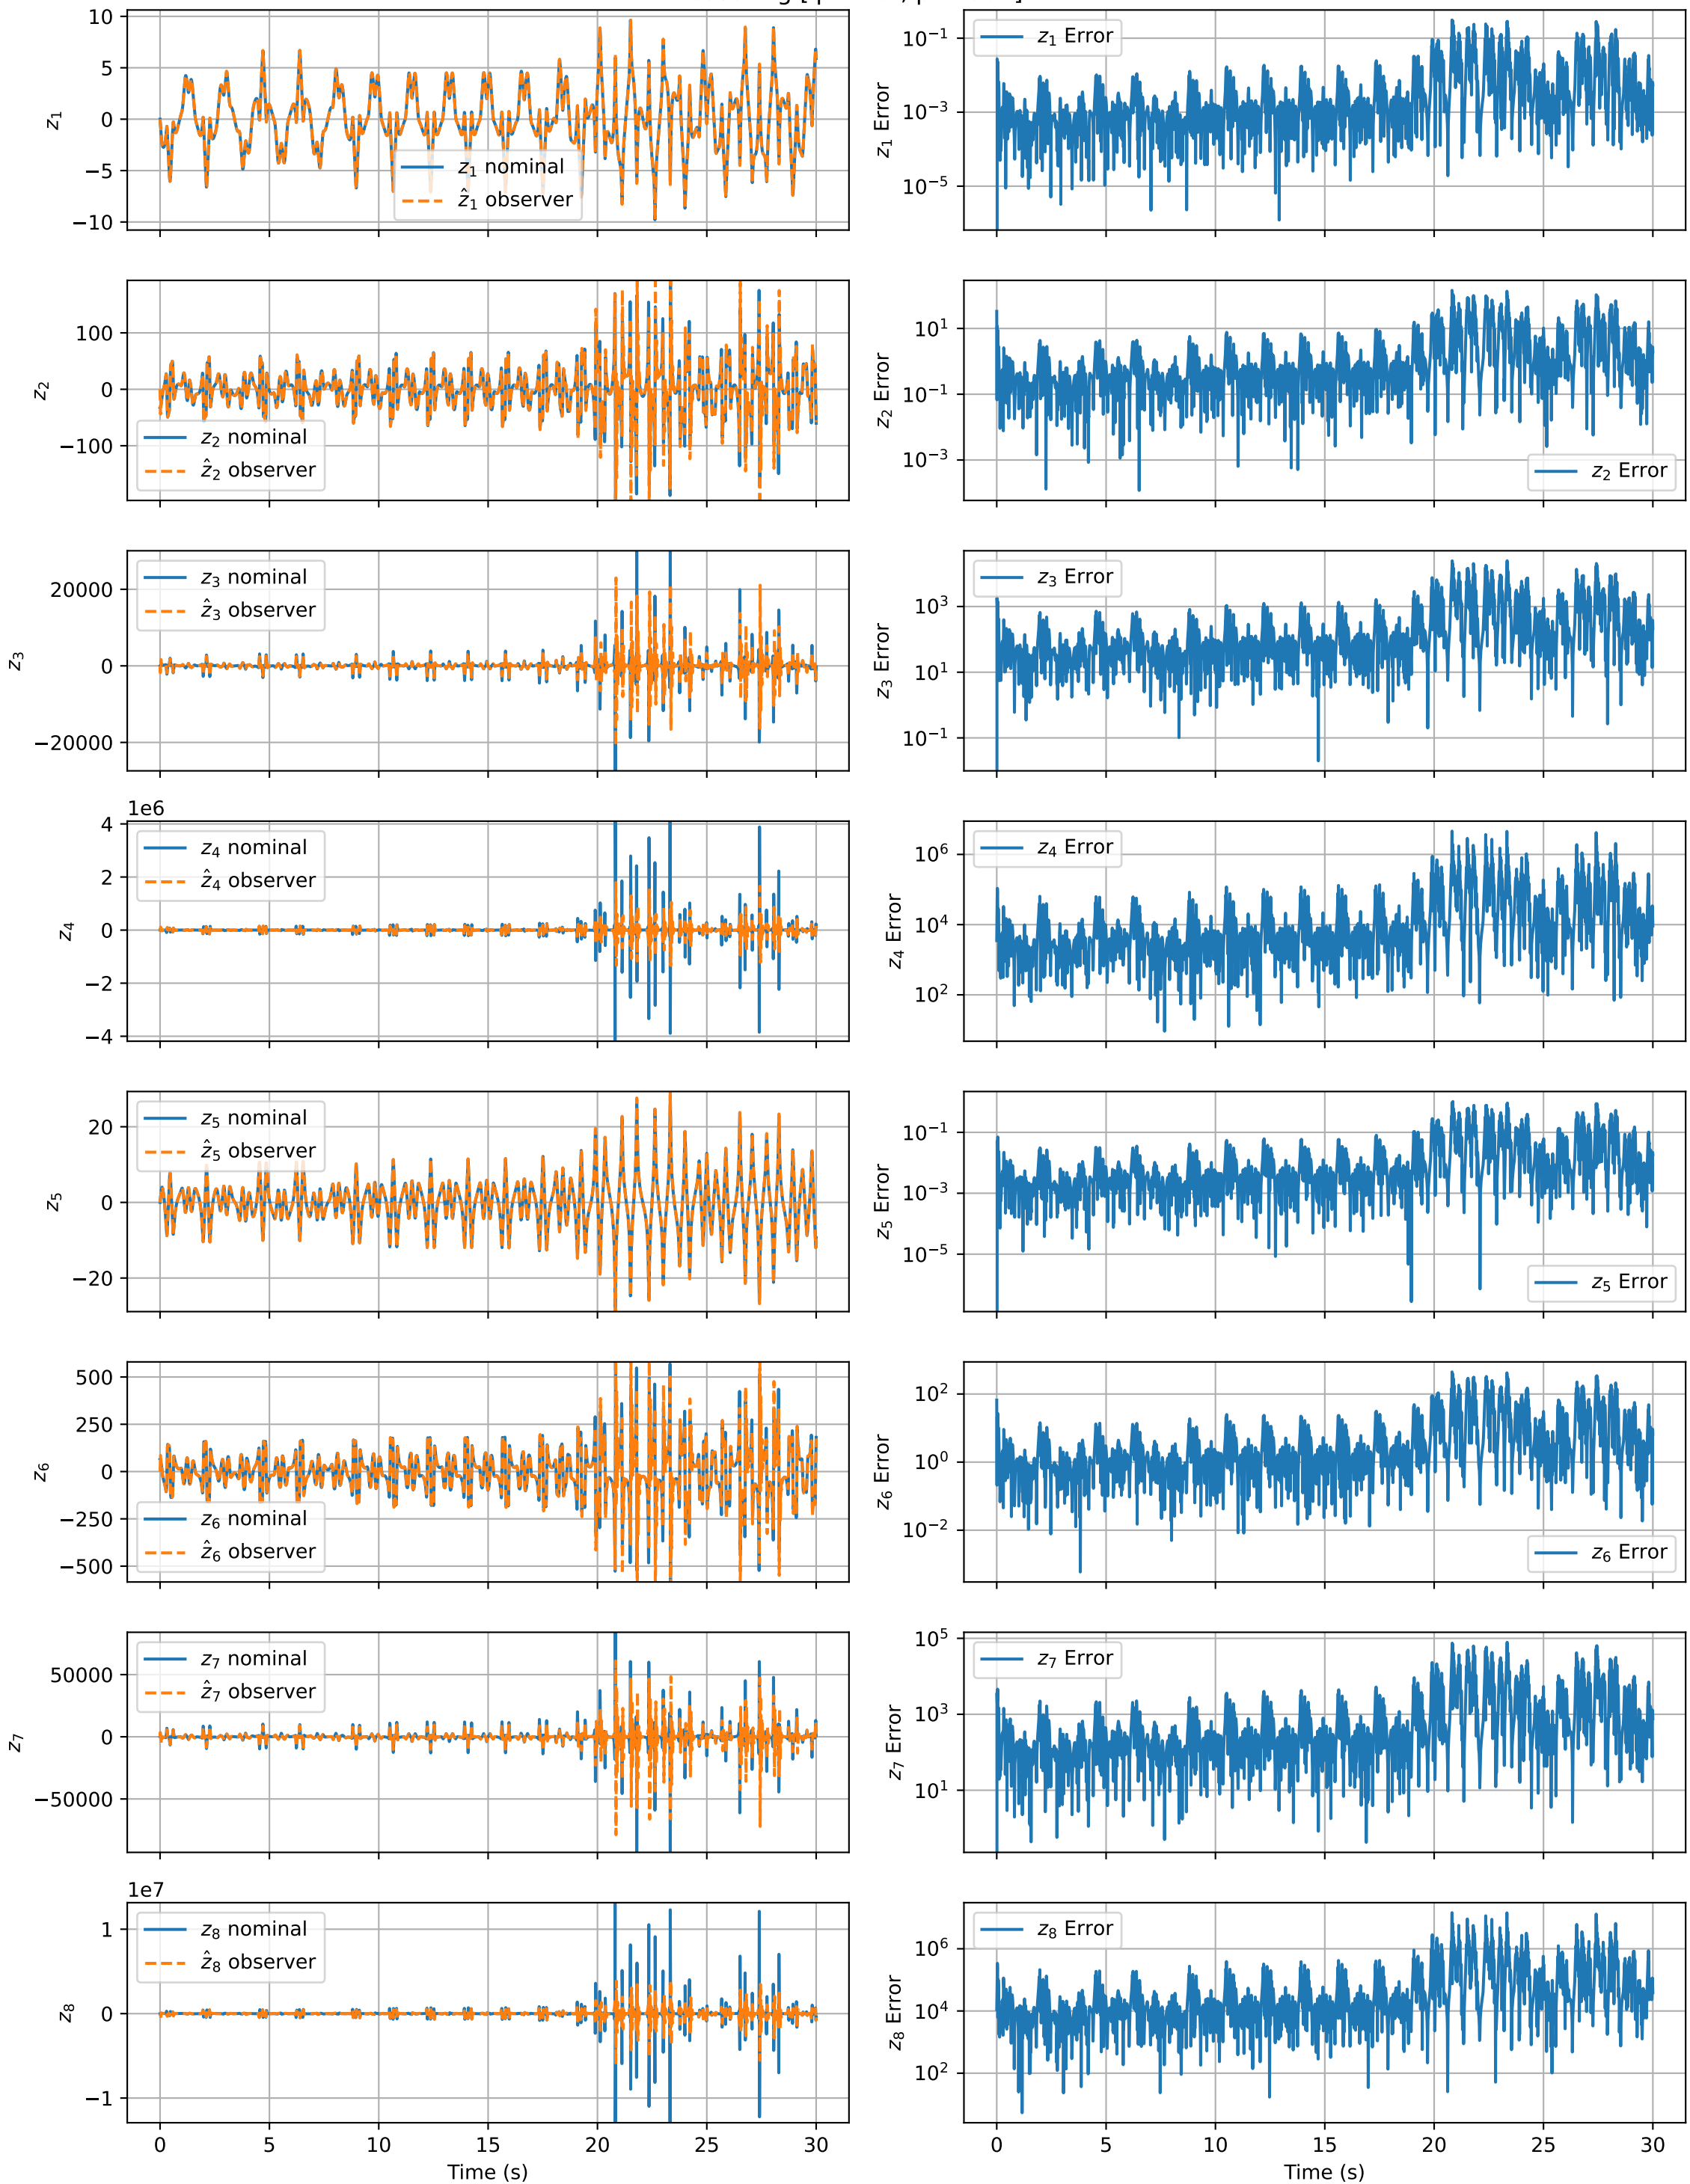 10
5
0
−5
−10
z₁
z₁ nominal
ẑ₁ observer
10⁻¹
10⁻³
10⁻⁵
z₁ Error
z₁ Error
100
0
−100
z₂
z₂ nominal
ẑ₂ observer
10¹
10⁻¹
10⁻³
z₂ Error
z₂ Error
20000
0
−20000
z₃
z₃ nominal
ẑ₃ observer
10³
10¹
10⁻¹
z₃ Error
z₃ Error
1e6
4
2
0
−2
−4
z₄
z₄ nominal
ẑ₄ observer
10⁶
10⁴
10²
z₄ Error
z₄ Error
20
0
−20
z₅
z₅ nominal
ẑ₅ observer
10⁻¹
10⁻³
10⁻⁵
z₅ Error
z₅ Error
500
250
0
−250
−500
z₆
z₆ nominal
ẑ₆ observer
10²
10⁰
10⁻²
z₆ Error
z₆ Error
50000
0
−50000
z₇
z₇ nominal
ẑ₇ observer
10⁵
10³
10¹
z₇ Error
z₇ Error
1e7
1
0
−1
z₈
z₈ nominal
ẑ₈ observer
0 5 10 15 20 25 30
Time (s)
10⁶
10⁴
10²
z₈ Error
z₈ Error
0 5 10 15 20 25 30
Time (s)